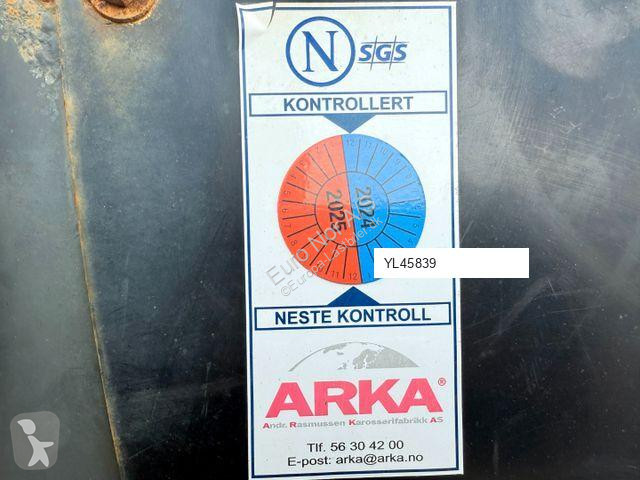 N SGS
KONTROLLERT
2024
2025
YL45839
NESTE KONTROLL
ARKA®
Andr. Rasmussen Karosserifabrikk AS
Tlf. 56 30 42 00
E-post: arka@arka.no